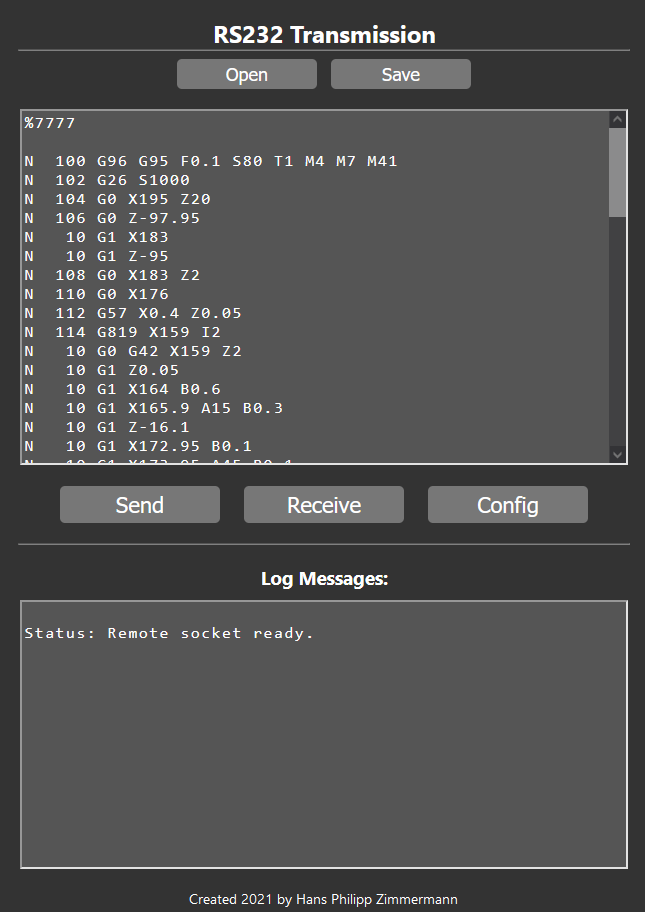 RS232 Transmission
Open Save
%7777
N  100 G96 G95 F0.1 S80 T1 M4 M7 M41
N  102 G26 S1000
N  104 G0 X195 Z20
N  106 G0 Z-97.95
N   10 G1 X183
N   10 G1 Z-95
N  108 G0 X183 Z2
N  110 G0 X176
N  112 G57 X0.4 Z0.05
N  114 G819 X159 I2
N   10 G0 G42 X159 Z2
N   10 G1 Z0.05
N   10 G1 X164 B0.6
N   10 G1 X165.9 A15 B0.3
N   10 G1 Z-16.1
N   10 G1 X172.95 B0.1
Send Receive Config
Log Messages:
Status: Remote socket ready.
Created 2021 by Hans Philipp Zimmermann